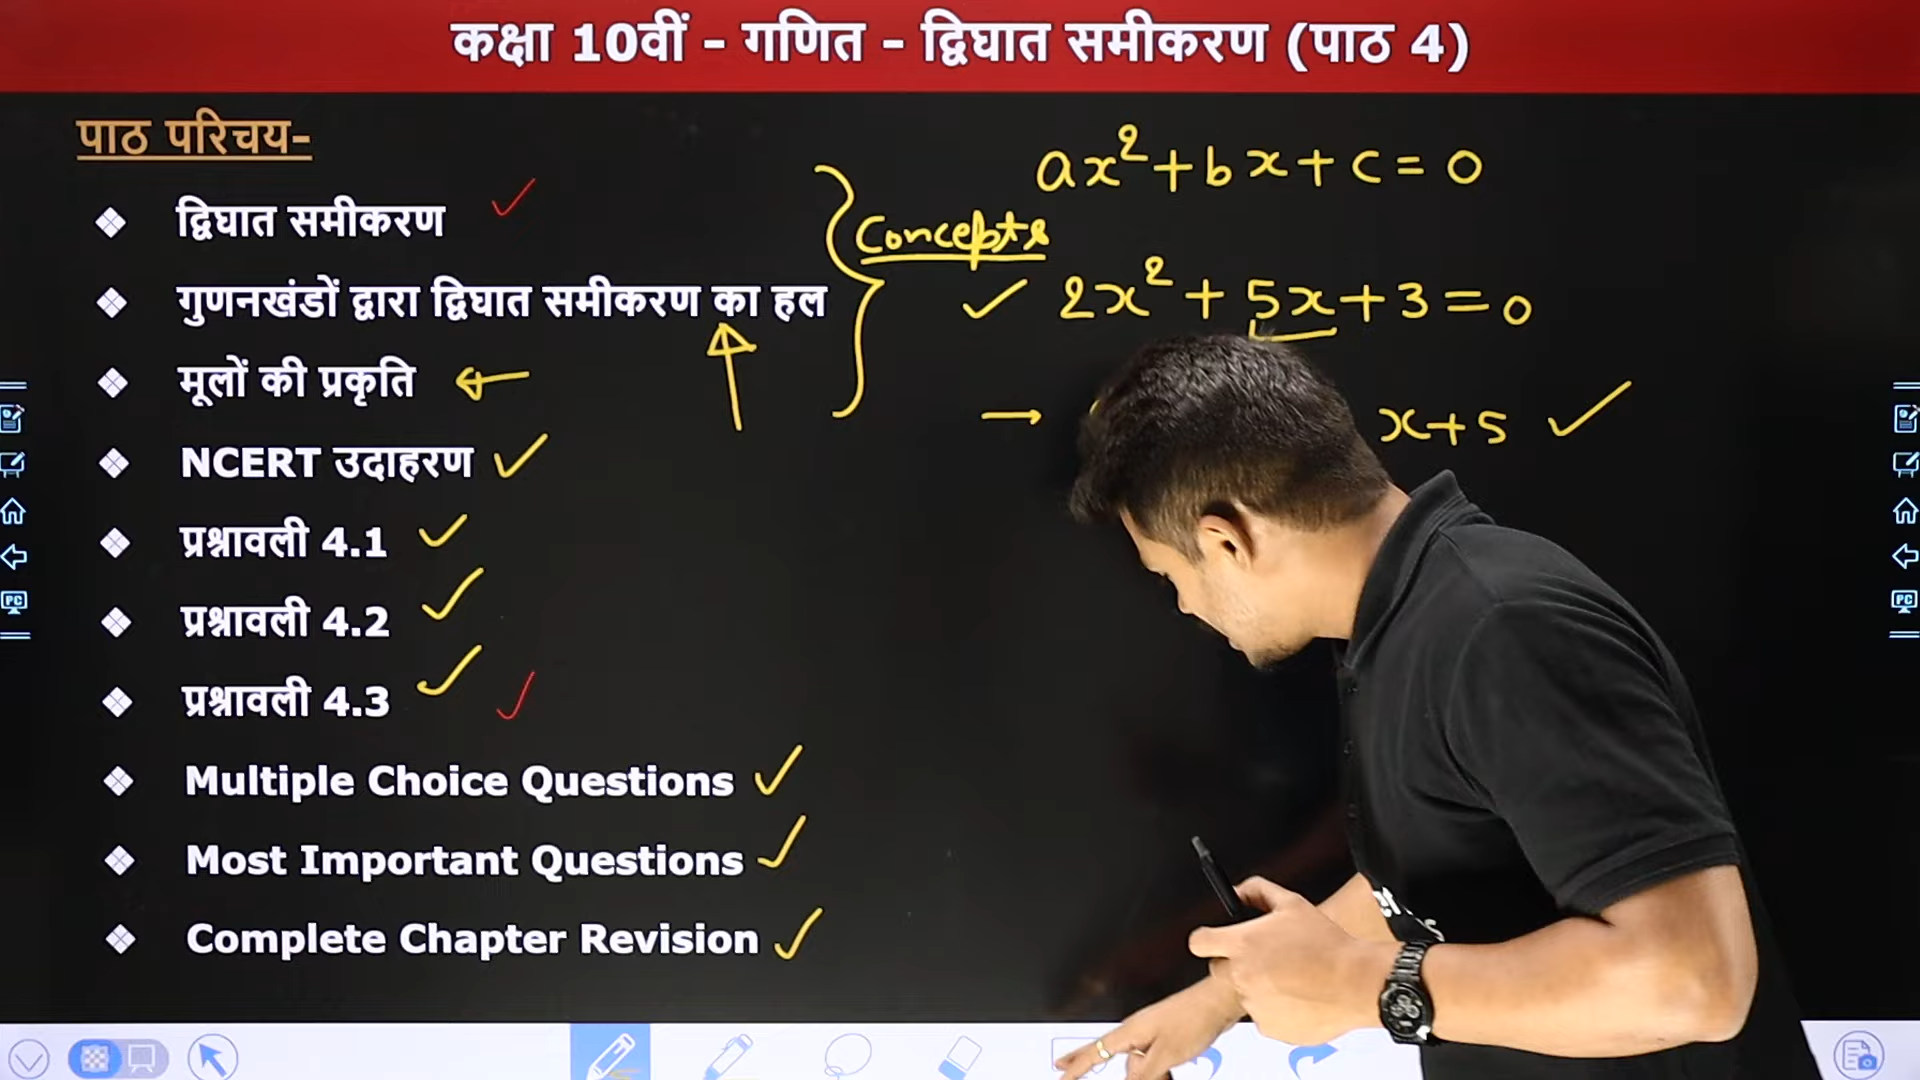 कक्षा 10वीं - गणित - द्विघात समीकरण (पाठ 4)
पाठ परिचय-
द्विघात समीकरण
गुणनखंडों द्वारा द्विघात समीकरण का हल
मूलों की प्रकृति
NCERT उदाहरण
प्रश्नावली 4.1
प्रश्नावली 4.2
प्रश्नावली 4.3
Multiple Choice Questions
Most Important Questions
Complete Chapter Revision
ax²+bx+c=0
Concepts
2x²+5x+3=0
x+5
PC
PC